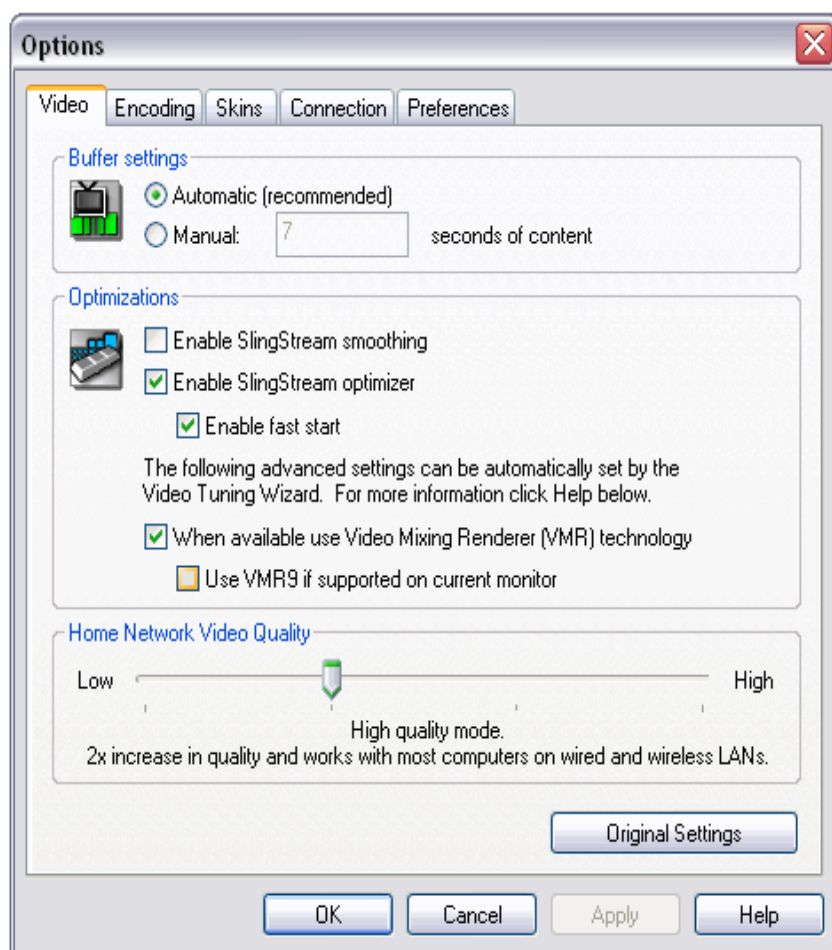 Options
Video Encoding Skins Connection Preferences
Buffer settings
Automatic (recommended)
Manual: 7 seconds of content
Optimizations
Enable SlingStream smoothing
Enable SlingStream optimizer
Enable fast start
The following advanced settings can be automatically set by the
Video Tuning Wizard. For more information click Help below.
When available use Video Mixing Renderer (VMR) technology
Use VMR9 if supported on current monitor
Home Network Video Quality
Low High
High quality mode.
2x increase in quality and works with most computers on wired and wireless LANs.
Original Settings
OK Cancel Apply Help